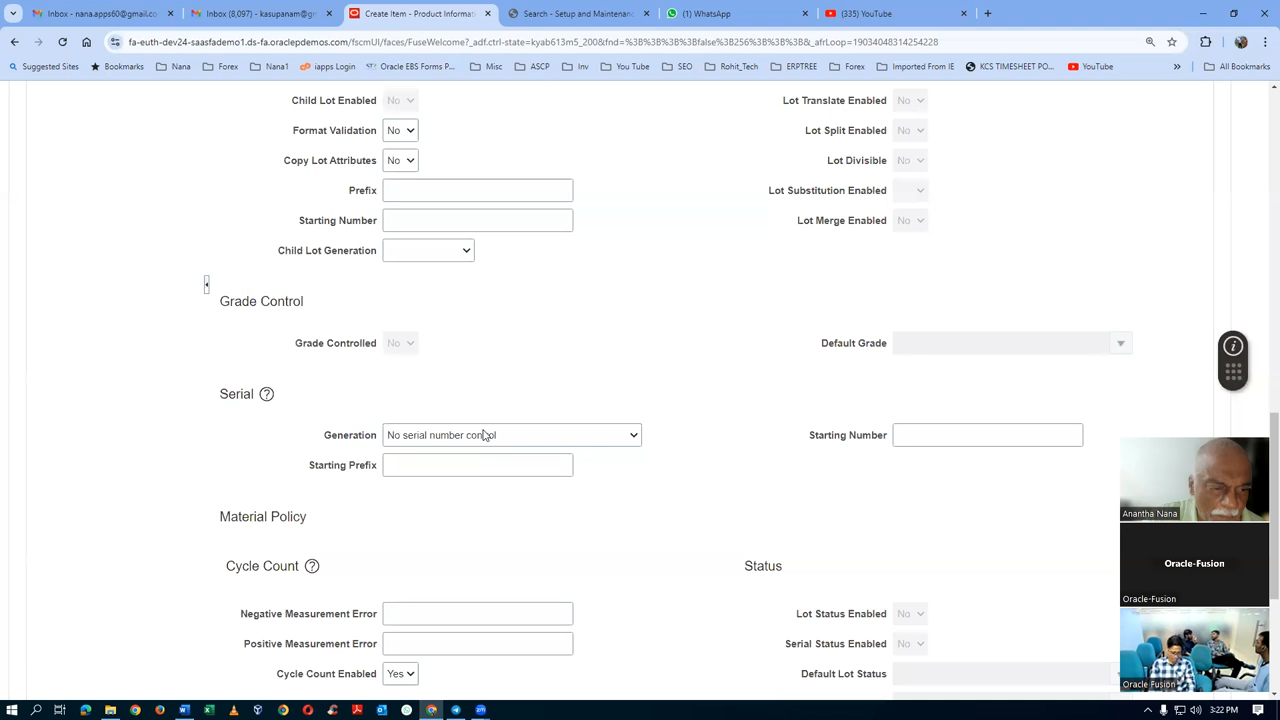 Inbox - nana.apps60@gmail.co
Inbox (8,097) - kasupanam@gr
Create Item - Product Informat
Search - Setup and Maintenanc
(1) WhatsApp
(335) YouTube
fa-euth-dev24-saasfademo1.ds-fa.oraclepdemos.com/fscmUI/faces/FuseWelcome?_adf.ctrl-state=kyab613m5_200&fnd=%3B%3B%3B%3Bfalse%3B256%3B%3B%3B&_afrLoop=19034048314254228
Suggested Sites
Nana Bookmarks
Nana
Forex
Nana1
iapps Login
Oracle EBS Forms P...
Misc
ASCP
Inv
You Tube
SEO
Rohit_Tech
ERPTREE
Forex
Imported From IE
KCS TIMESHEET PO...
YouTube
All Bookmarks
Child Lot Enabled No
Lot Translate Enabled No
Format Validation No
Lot Split Enabled No
Copy Lot Attributes No
Lot Divisible No
Prefix
Lot Substitution Enabled
Starting Number
Lot Merge Enabled No
Child Lot Generation
Grade Control
Grade Controlled No
Default Grade
Serial ?
Generation No serial number control
Starting Number
Starting Prefix
Material Policy
Cycle Count ?
Status
Negative Measurement Error
Lot Status Enabled No
Positive Measurement Error
Serial Status Enabled No
Cycle Count Enabled Yes
Default Lot Status
Anantha Nana
Oracle-Fusion
Oracle-Fusion
Oracle Fusion
3:22 PM